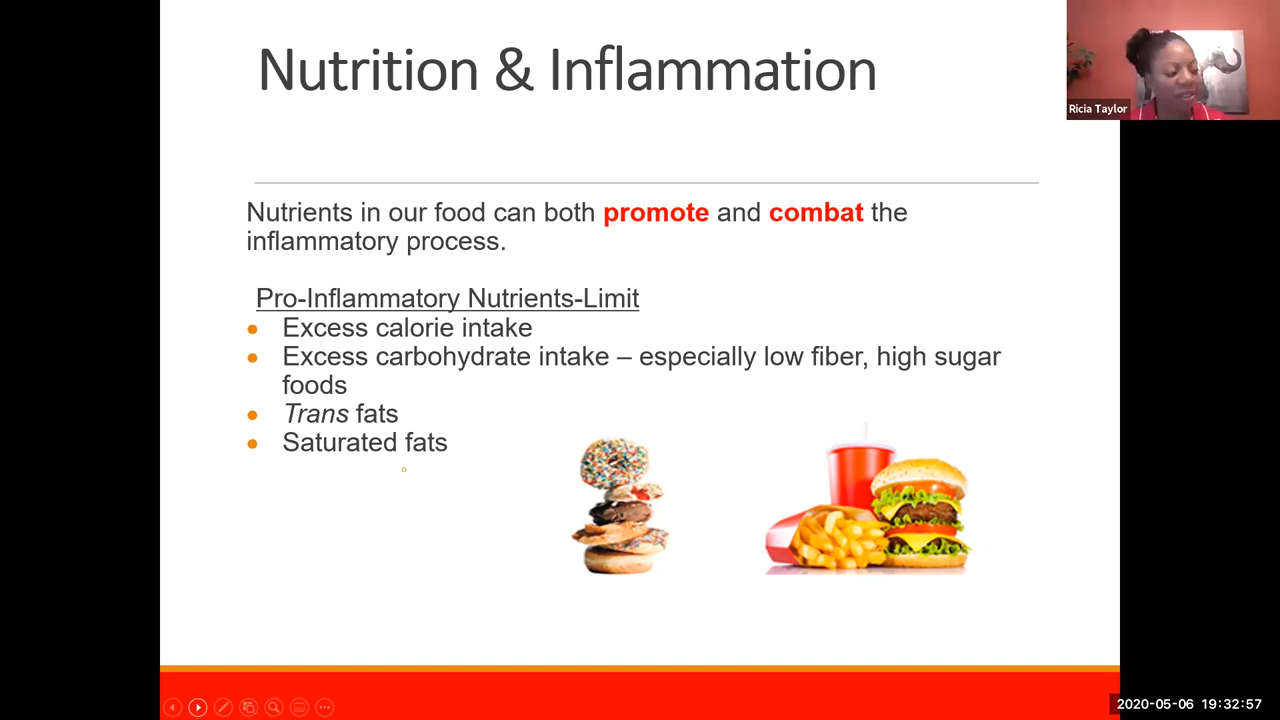 Nutrition & Inflammation
Ricia Taylor
Nutrients in our food can both promote and combat the
inflammatory process.
Pro-Inflammatory Nutrients-Limit
Excess calorie intake
Excess carbohydrate intake – especially low fiber, high sugar
foods
Trans fats
Saturated fats
2020-05-06 19:32:57